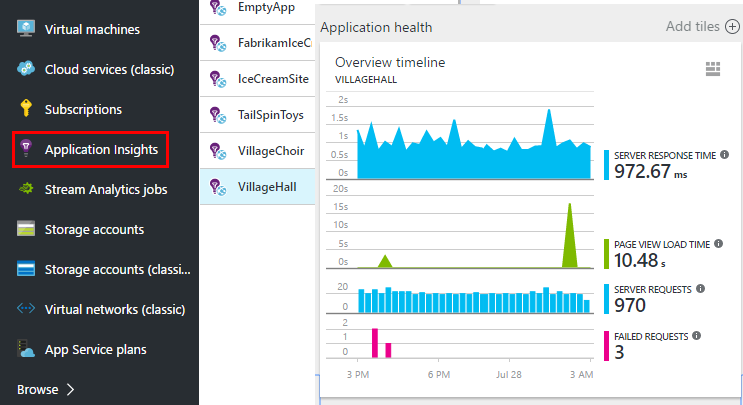 Virtual machines
Cloud services (classic)
Subscriptions
Application Insights
Stream Analytics jobs
Storage accounts
Storage accounts (classi...
Virtual networks (classic)
App Service plans
Browse
EmptyApp
FabrikamIceC
IceCreamSite
TailSpinToys
VillageChoir
VillageHall
Application health
Add tiles
Overview timeline
VILLAGEHALL
2s
1.5s
1s
0.5s
0s
SERVER RESPONSE TIME
972.67 ms
20s
15s
10s
5s
0s
PAGE VIEW LOAD TIME
10.48 s
20
0
SERVER REQUESTS
970
2
1
0
FAILED REQUESTS
3
3 PM
6 PM
Jul 28
3 AM